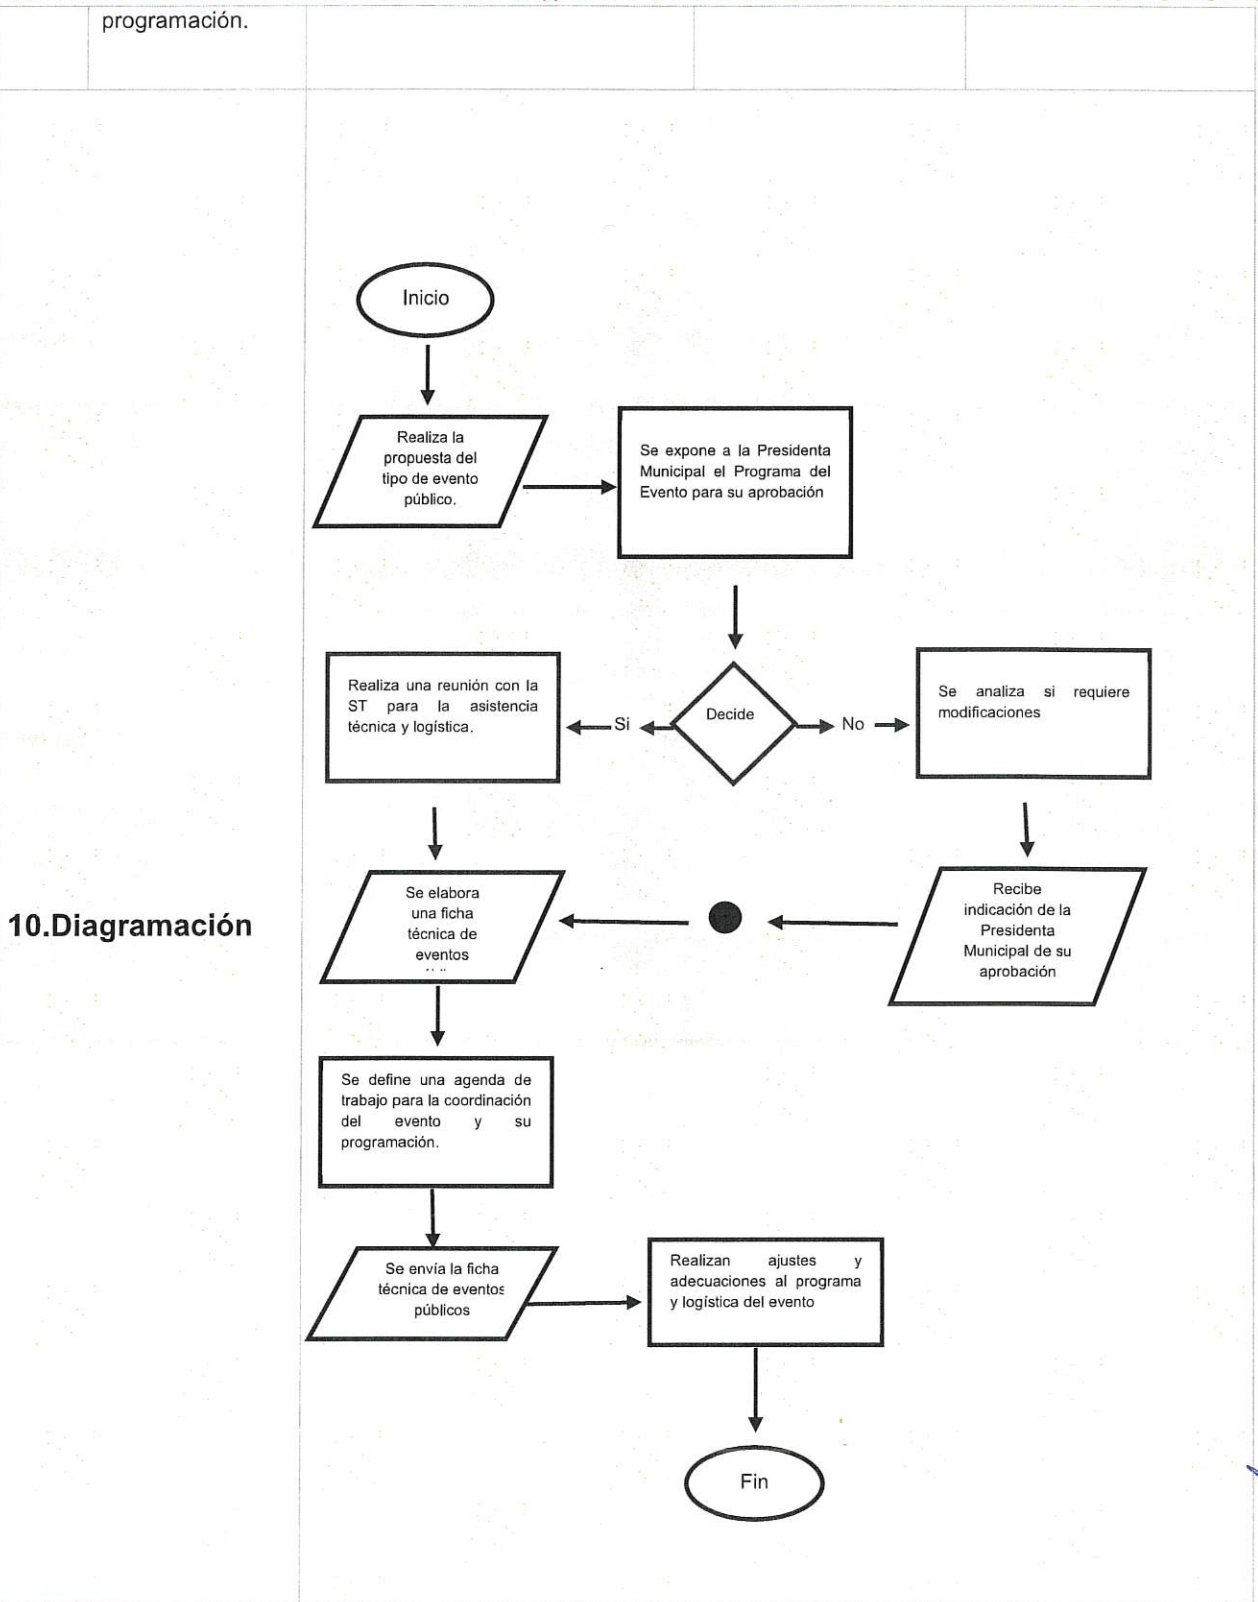 programación.
Inicio
Realiza la
propuesta del
tipo de evento
público.
Se expone a la Presidenta
Municipal el Programa del
Evento para su aprobación
Decide
Si
No
Realiza una reunión con la
ST para la asistencia
técnica y logística.
Se analiza si requiere
modificaciones
Recibe
indicación de la
Presidenta
Municipal de su
aprobación
Se elabora
una ficha
técnica de
eventos
10.Diagramación
Se define una agenda de
trabajo para la coordinación
del evento y su
programación.
Se envía la ficha
técnica de eventos
públicos
Realizan ajustes y
adecuaciones al programa
y logística del evento
Fin